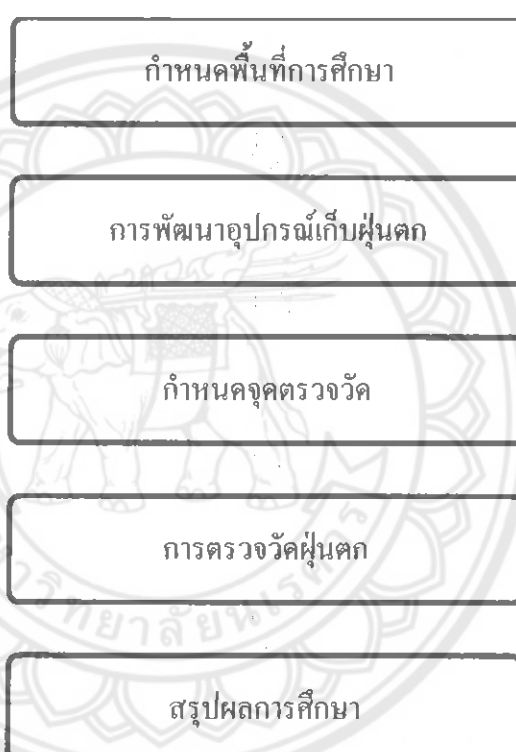 กำหนดพื้นที่การศึกษา
การพัฒนาอุปกรณ์เก็บฝุ่นตก
กำหนดจุดตรวจวัด
การตรวจวัดฝุ่นตก
สรุปผลการศึกษา